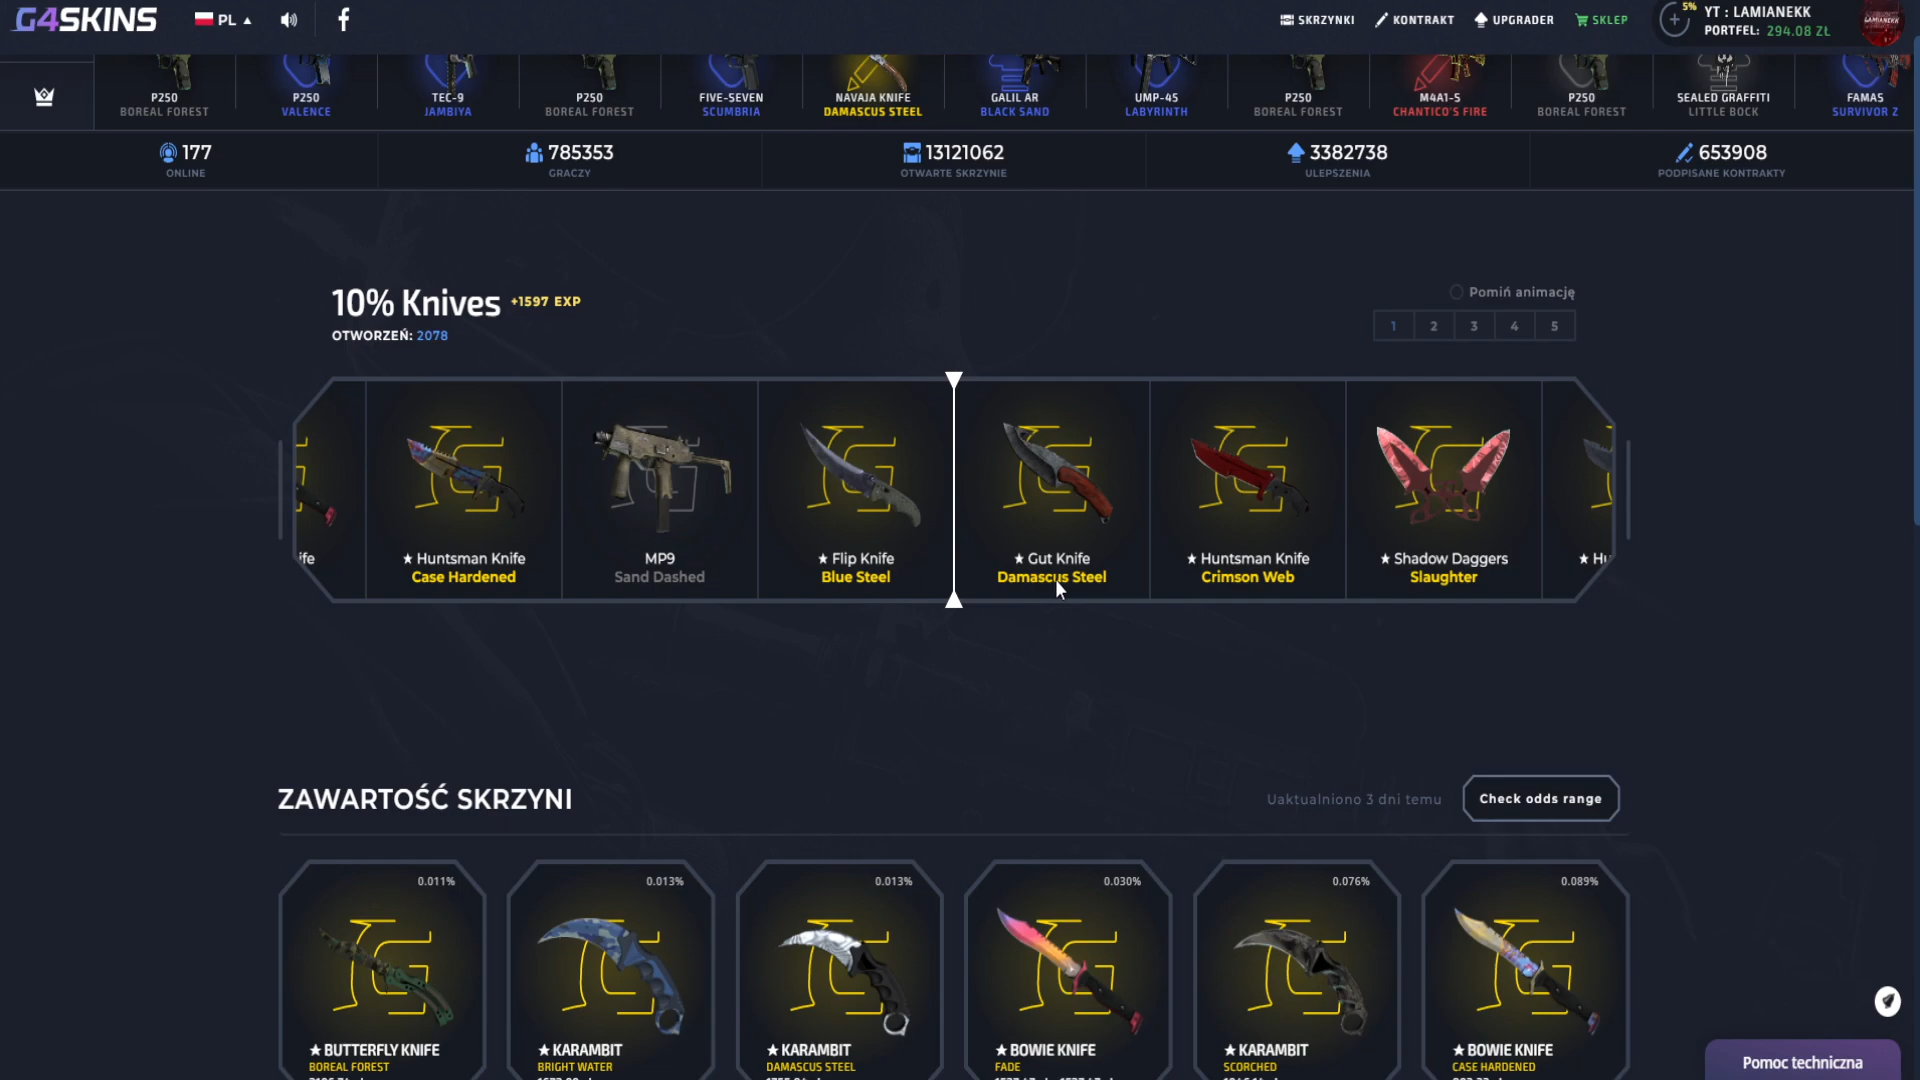 G4SKINS
PL
SKRZYNKI
KONTRAKT
UPGRADER
SKLEP
5%
YT : LAMIANEKK
PORTFEL: 294.08 ZŁ
P250
BOREAL FOREST
P250
VALENCE
TEC-9
JAMBIYA
P250
BOREAL FOREST
FIVE-SEVEN
SCUMBRIA
NAVAJA KNIFE
DAMASCUS STEEL
GALIL AR
BLACK SAND
UMP-45
LABYRINTH
P250
BOREAL FOREST
M4A1-S
CHANTICO'S FIRE
P250
BOREAL FOREST
SEALED GRAFFITI
LITTLE BOCK
FAMAS
SURVIVOR Z
177
ONLINE
785353
GRACZY
13121062
OTWARTE SKRZYNIE
3382738
ULEPSZENIA
653908
PODPISANE KONTRAKTY
10% Knives +1597 EXP
OTWORZEŃ: 2078
Pomiń animację
1 2 3 4 5
ife
★ Huntsman Knife
Case Hardened
MP9
Sand Dashed
★ Flip Knife
Blue Steel
★ Gut Knife
Damascus Steel
★ Huntsman Knife
Crimson Web
★ Shadow Daggers
Slaughter
★ Hu
ZAWARTOŚĆ SKRZYNI
Uaktualniono 3 dni temu
Check odds range
0.011%
★ BUTTERFLY KNIFE
BOREAL FOREST
0.013%
★ KARAMBIT
BRIGHT WATER
0.013%
★ KARAMBIT
DAMASCUS STEEL
0.030%
★ BOWIE KNIFE
FADE
0.076%
★ KARAMBIT
SCORCHED
0.089%
★ BOWIE KNIFE
CASE HARDENED
Pomoc techniczna